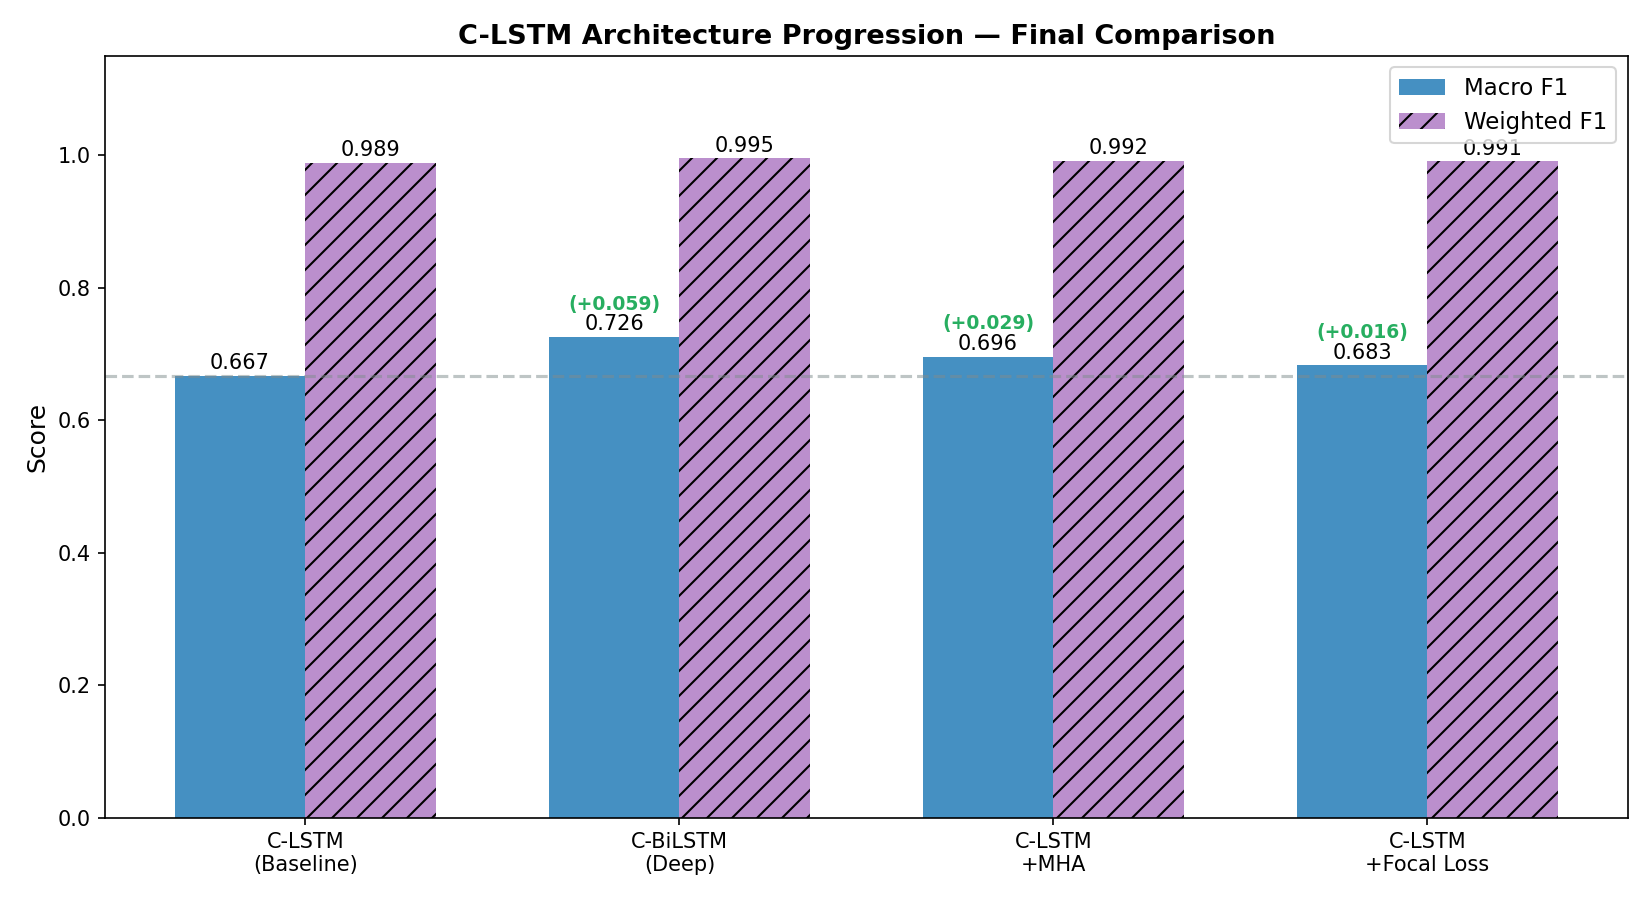 C-LSTM Architecture Progression — Final Comparison
Macro F1
Weighted F1
0.989
0.995
0.992
0.991
(+0.059)
(+0.029)
(+0.016)
0.667
0.726
0.696
0.683
Score
1.0
0.8
0.6
0.4
0.2
0.0
C-LSTM
(Baseline)
C-BiLSTM
(Deep)
C-LSTM
+MHA
C-LSTM
+Focal Loss